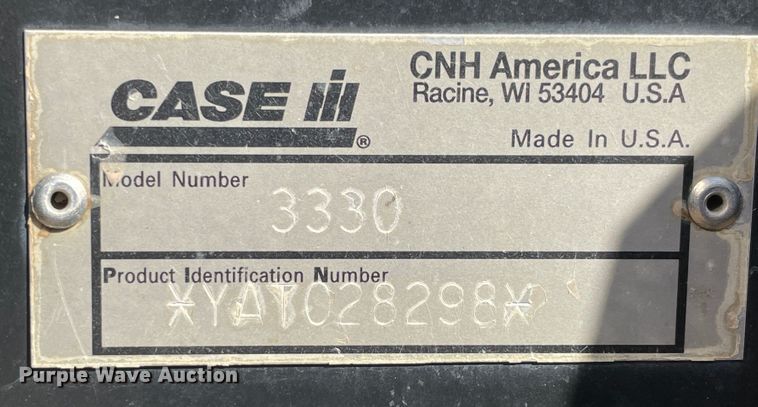 CASE IH ®
CNH America LLC
Racine, WI 53404 U.S.A
Made In U.S.A.
Model Number
3330
Product Identification Number
*YAT028298*
Purple Wave Auction